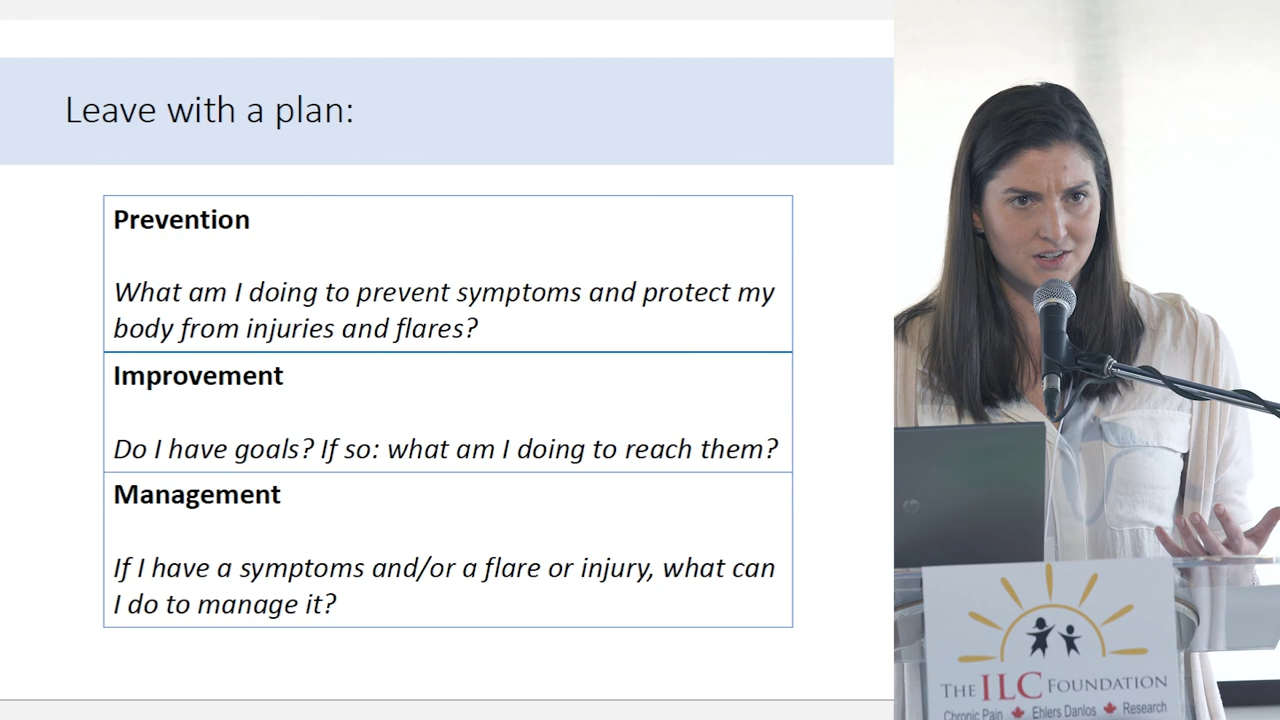 Leave with a plan:
Prevention
What am I doing to prevent symptoms and protect my
body from injuries and flares?
Improvement
Do I have goals? If so: what am I doing to reach them?
Management
If I have a symptoms and/or a flare or injury, what can
I do to manage it?
THE ILC FOUNDATION
Chronic Pain Ehlers Danlos Research